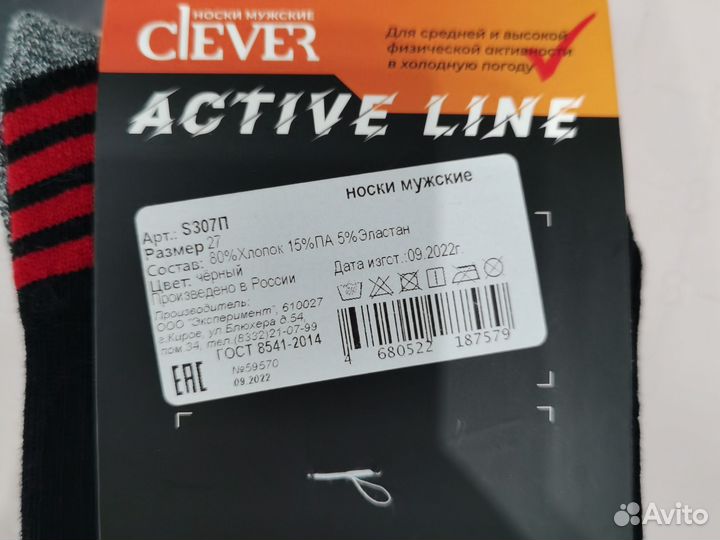 НОСКИ МУЖСКИЕ
ClEVER
Для средней и высокой
физической активности
в холодную погоду
ACTIVE LINE
носки мужские
Арт.: S307П
Размер 27
Состав: 80%Хлопок 15%ПА 5%Эластан
Цвет: чёрный
Дата изгст.:09.2022г.
Произведено в России
Производитель:
ООО "Эксперимент", 610027
г.Киров, ул Блюхера д.54,
пом.34, тел.(8332)21-07-99
ГОСТ 8541-2014
4 680522 187579
EAC
№59570
09.2022
Avito